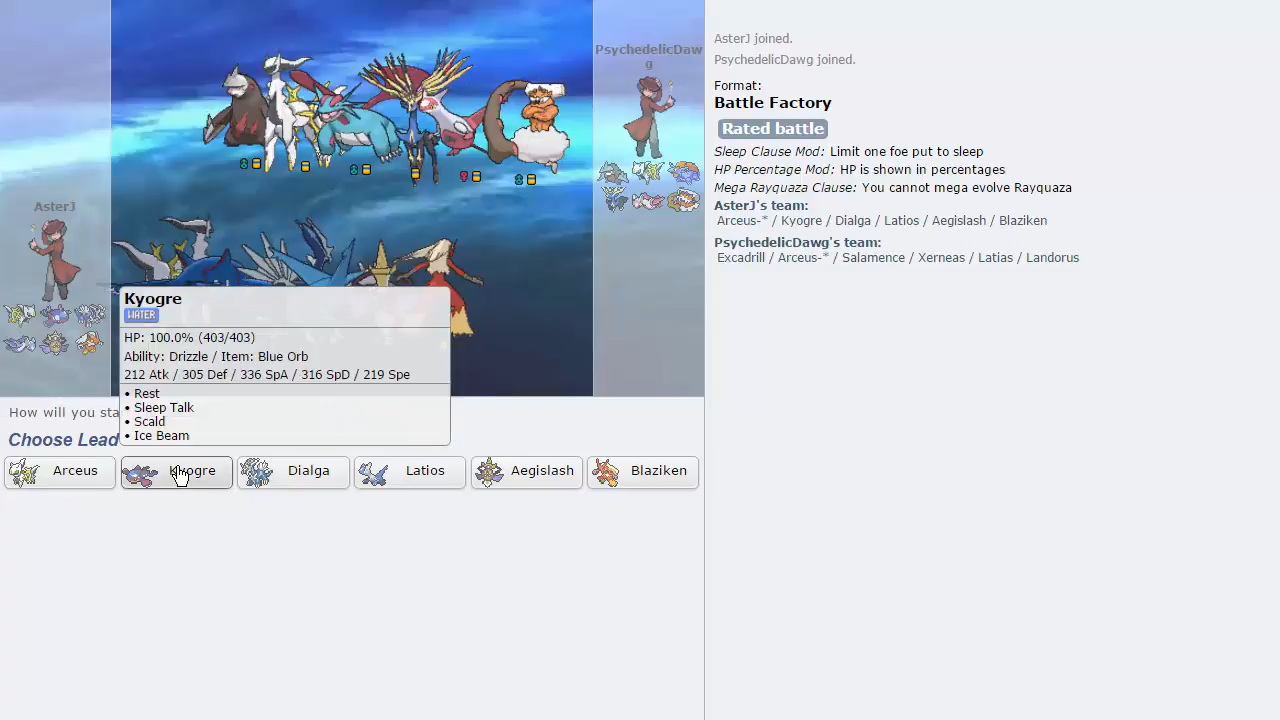 PsychedelicDaw
g
AsterJ
Kyogre
WATER
HP: 100.0% (403/403)
Ability: Drizzle / Item: Blue Orb
212 Atk / 305 Def / 336 SpA / 316 SpD / 219 Spe
• Rest
• Sleep Talk
• Scald
• Ice Beam
How will you sta
Choose Lead
Arceus
Kyogre
Dialga
Latios
Aegislash
Blaziken
AsterJ joined.
PsychedelicDawg joined.
Format:
Battle Factory
Rated battle
Sleep Clause Mod: Limit one foe put to sleep
HP Percentage Mod: HP is shown in percentages
Mega Rayquaza Clause: You cannot mega evolve Rayquaza
AsterJ's team:
Arceus-* / Kyogre / Dialga / Latios / Aegislash / Blaziken
PsychedelicDawg's team:
Excadrill / Arceus-* / Salamence / Xerneas / Latias / Landorus